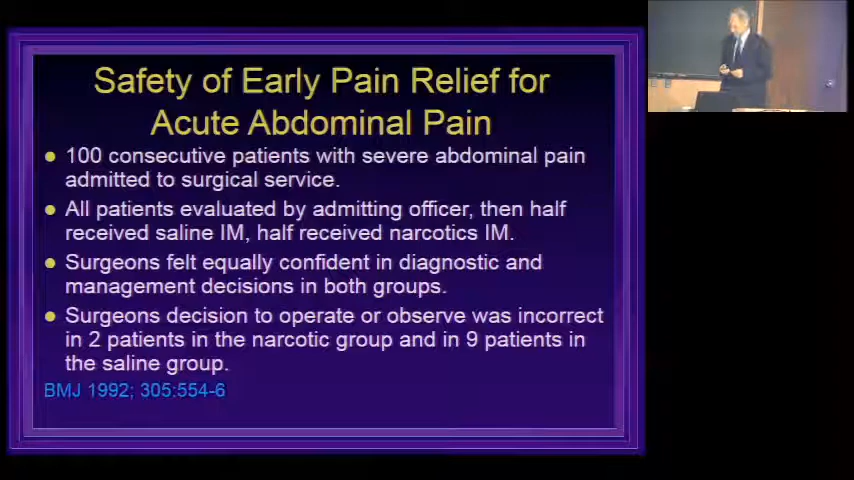 Safety of Early Pain Relief for
Acute Abdominal Pain
100 consecutive patients with severe abdominal pain
admitted to surgical service.
All patients evaluated by admitting officer, then half
received saline IM, half received narcotics IM.
Surgeons felt equally confident in diagnostic and
management decisions in both groups.
Surgeons decision to operate or observe was incorrect
in 2 patients in the narcotic group and in 9 patients in
the saline group.
BMJ 1992; 305:554-6